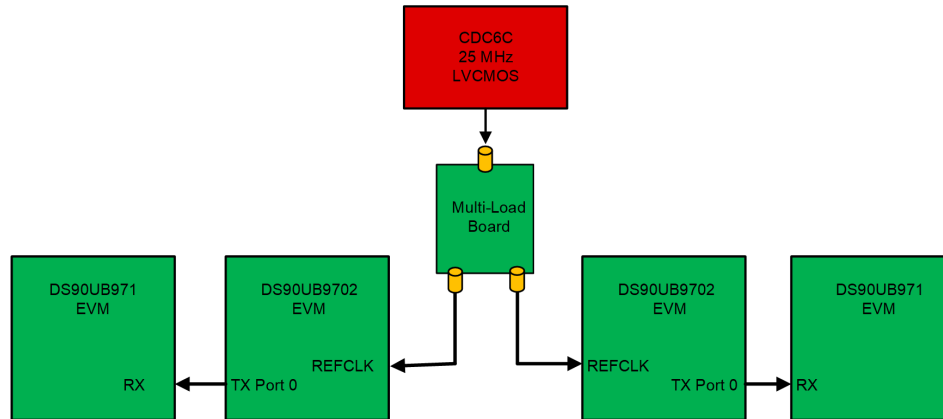 CDC6C
25 MHz
LVCMOS
Multi-Load
Board
DS90UB971
EVM
RX
DS90UB9702
EVM
REFCLK
TX Port 0
DS90UB9702
EVM
REFCLK
TX Port 0
DS90UB971
EVM
RX